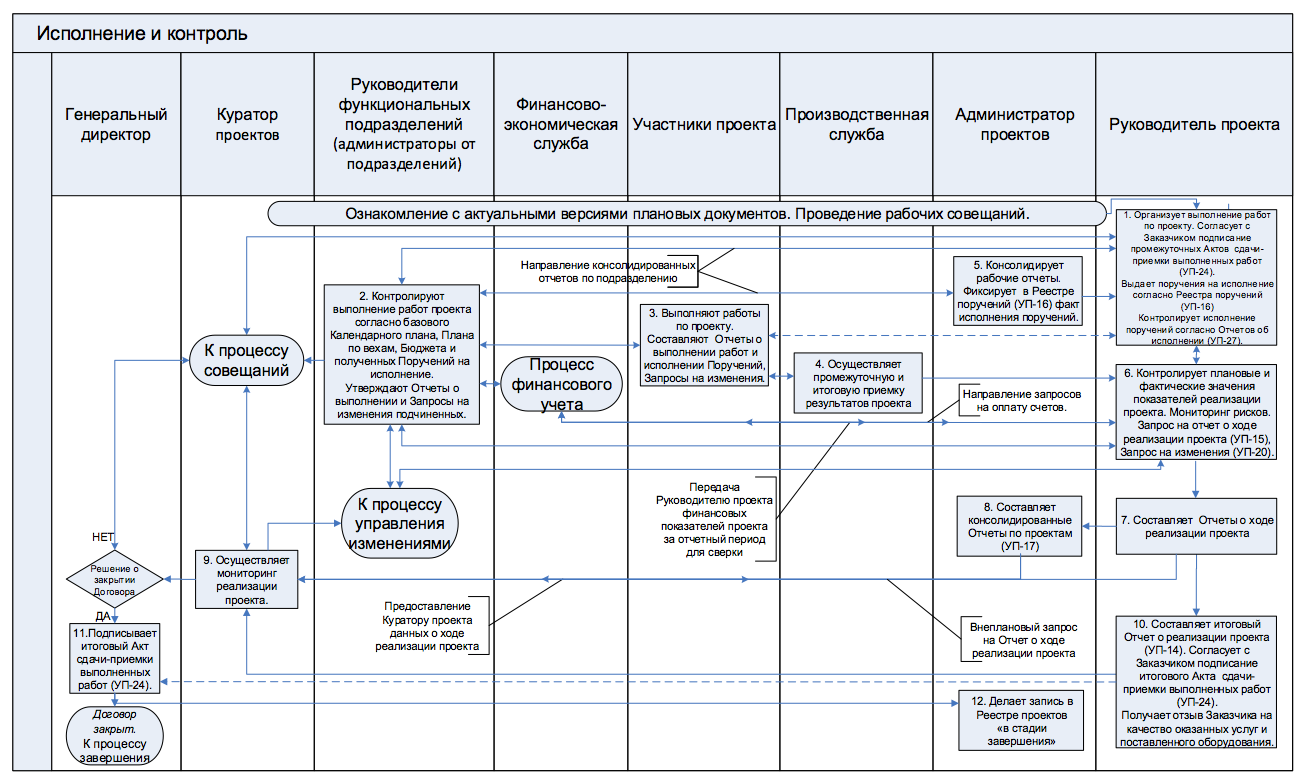 Исполнение и контроль
Генеральный
директор
Куратор
проектов
Руководители
функциональных
подразделений
(администраторы от
подразделений)
Финансово-
экономическая
служба
Участники проекта
Производственная
служба
Администратор
проектов
Руководитель проекта
Ознакомление с актуальными версиями плановых документов. Проведение рабочих совещаний.
1. Организует выполнение работ
по проекту. Согласует с
Заказчиком подписание
промежуточных Актов сдачи-
приемки выполненных работ
(УП-24).
Выдает поручения на исполнение
согласно Реестра поручений
(УП-16)
Контролирует исполнение
поручений согласно Отчетов об
исполнении (УП-27).
Направление консолидированных
отчетов по подразделению
5. Консолидирует
рабочие отчеты.
Фиксирует в Реестре
поручений (УП-16) факт
исполнения поручений.
2. Контролируют
выполнение работ проекта
согласно базового
Календарного плана, Плана
по вехам, Бюджета и
полученных Поручений на
исполнение.
Утверждают Отчеты о
выполнении и Запросы на
изменения подчиненных.
3. Выполняют работы
по проекту.
Составляют Отчеты о
выполнении работ и
исполнении Поручений,
Запросы на изменения.
К процессу
совещаний
Процесс
финансового
учета
4. Осуществляет
промежуточную и
итоговую приемку
результатов проекта
6. Контролирует плановые и
фактические значения
показателей реализации
проекта. Мониторинг рисков.
Запрос на отчет о ходе
реализации проекта (УП-15),
Запрос на изменения (УП-20).
Направление запросов
на оплату счетов.
Передача
Руководителю проекта
финансовых
показателей проекта
за отчетный период
для сверки
К процессу
управления
изменениями
8. Составляет
консолидированные
Отчеты по проектам
(УП-17)
7. Составляет Отчеты о ходе
реализации проекта
НЕТ
Решение о
закрытии
Договора
ДА
9. Осуществляет
мониторинг
реализации
проекта.
Предоставление
Куратору проекта
данных о ходе
реализации проекта
Внеплановый запрос
на Отчет о ходе
реализации проекта
10. Составляет итоговый
Отчет о реализации проекта
(УП-14). Согласует с
Заказчиком подписание
итогового Акта сдачи-
приемки выполненных работ
(УП-24).
Получает отзыв Заказчика на
качество оказанных услуг и
поставленного оборудования.
11.Подписывает
итоговый Акт
сдачи-приемки
выполненных
работ (УП-24).
12. Делает запись в
Реестре проектов
«в стадии
завершения»
Договор
закрыт.
К процессу
завершения